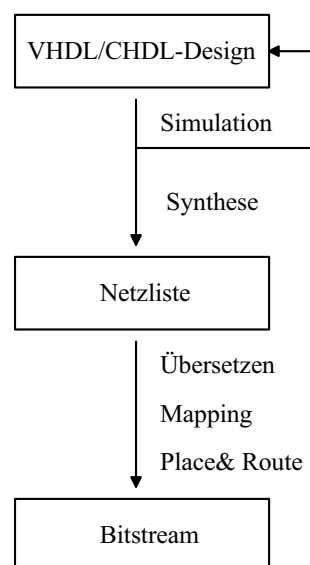 VHDL/CHDL-Design
Simulation
Synthese
Netzliste
Übersetzen
Mapping
Place& Route
Bitstream